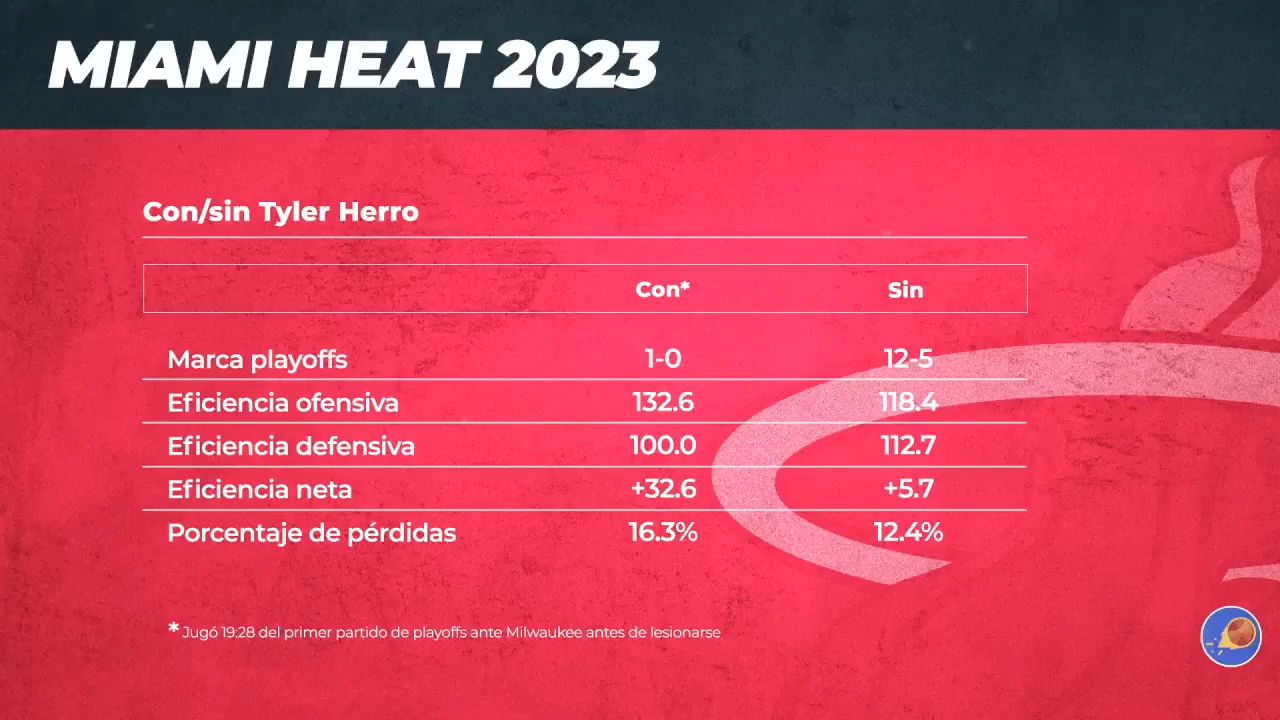 MIAMI HEAT 2023
Con/sin Tyler Herro
Con* Sin
Marca playoffs 1-0 12-5
Eficiencia ofensiva 132.6 118.4
Eficiencia defensiva 100.0 112.7
Eficiencia neta +32.6 +5.7
Porcentaje de pérdidas 16.3% 12.4%
* Jugó 19:28 del primer partido de playoffs ante Milwaukee antes de lesionarse